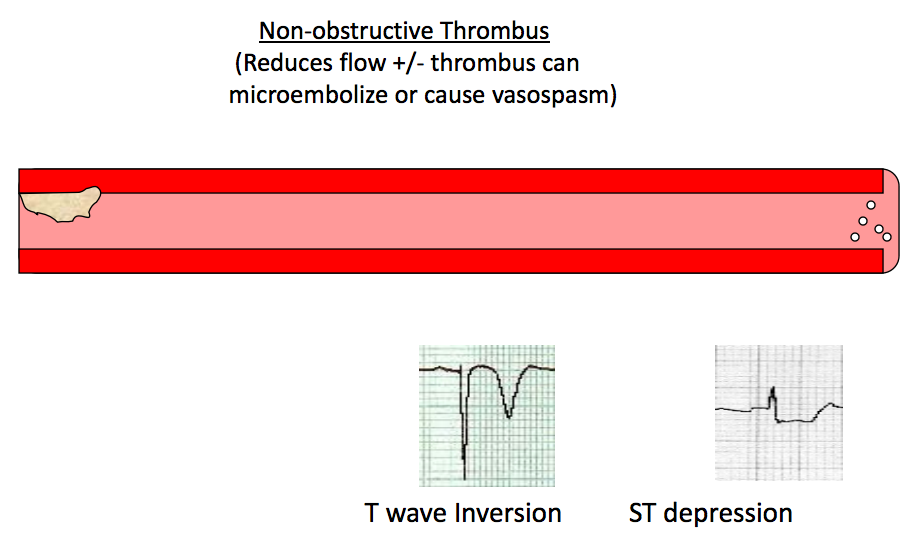 Non-obstructive Thrombus
(Reduces flow +/- thrombus can
microembolize or cause vasospasm)
T wave Inversion
ST depression